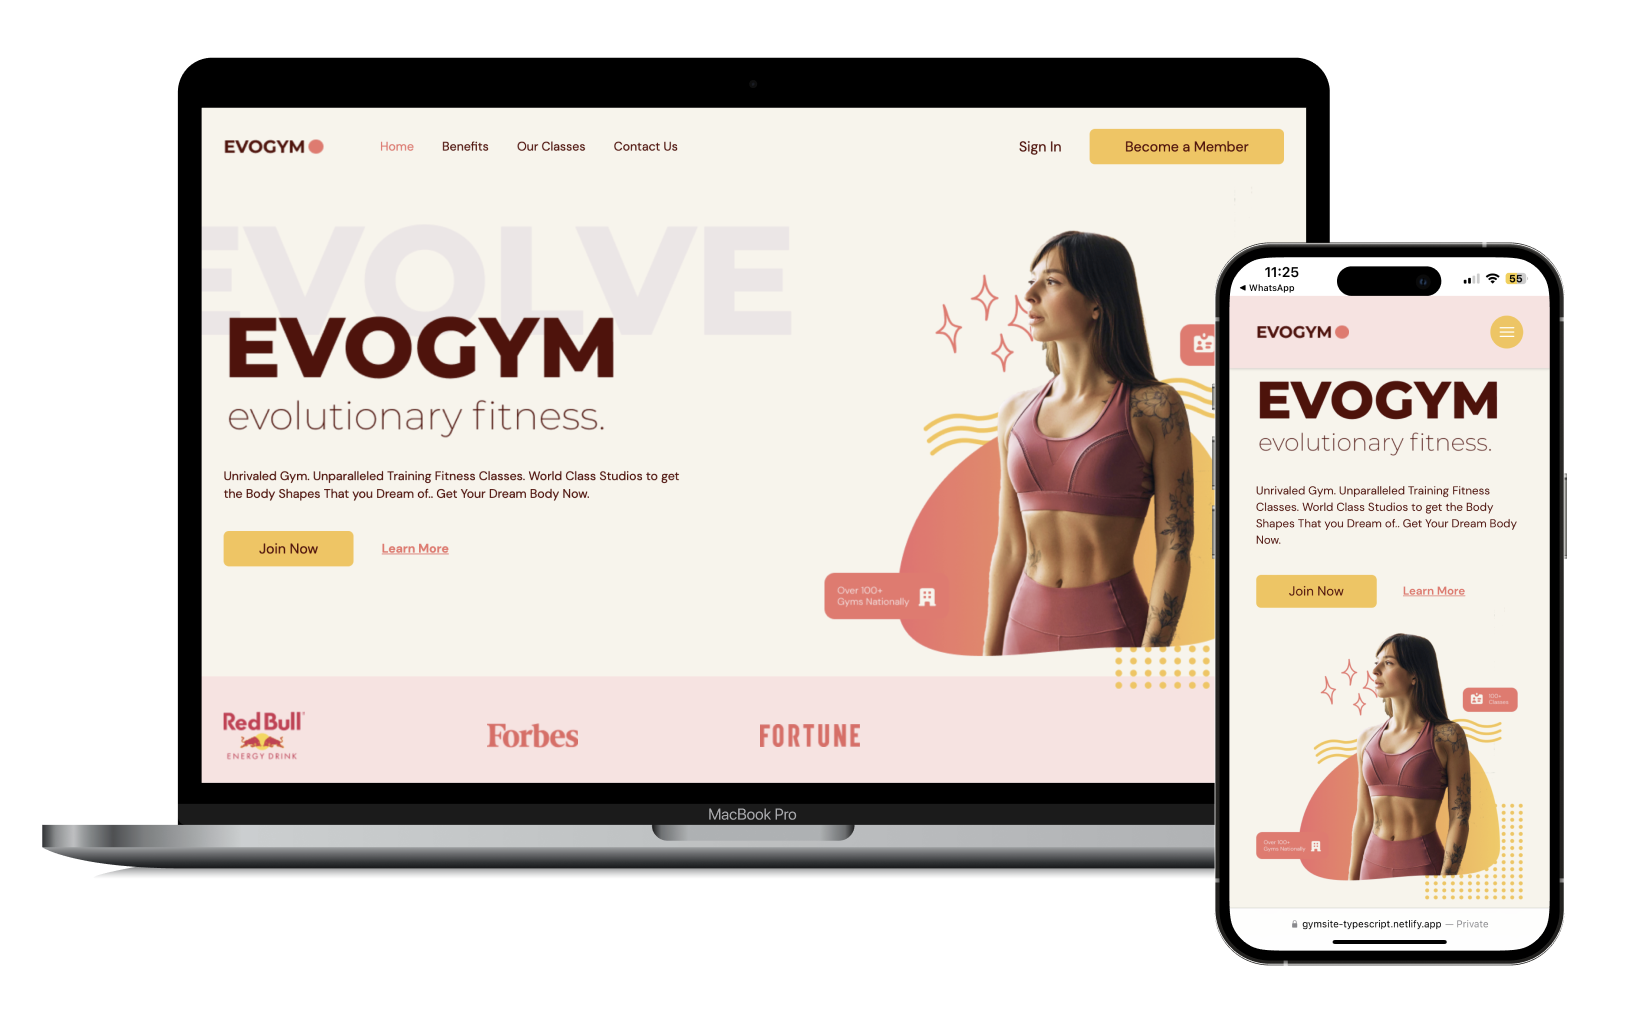 EVOGYM
Home
Benefits
Our Classes
Contact Us
Sign In
Become a Member
EVOLVE
EVOGYM
evolutionary fitness.
Unrivaled Gym. Unparalleled Training Fitness Classes. World Class Studios to get
the Body Shapes That you Dream of.. Get Your Dream Body Now.
Join Now
Learn More
Over 100+
Gyms Nationally
Red Bull
ENERGY DRINK
Forbes
FORTUNE
MacBook Pro
11:25
55
◀ WhatsApp
EVOGYM
EVOGYM
evolutionary fitness.
Unrivaled Gym. Unparalleled Training Fitness
Classes. World Class Studios to get the Body
Shapes That you Dream of.. Get Your Dream Body
Now.
Join Now
Learn More
100+
Classes
Over 100+
Gyms Nationally
gymsite-typescript.netlify.app — Private